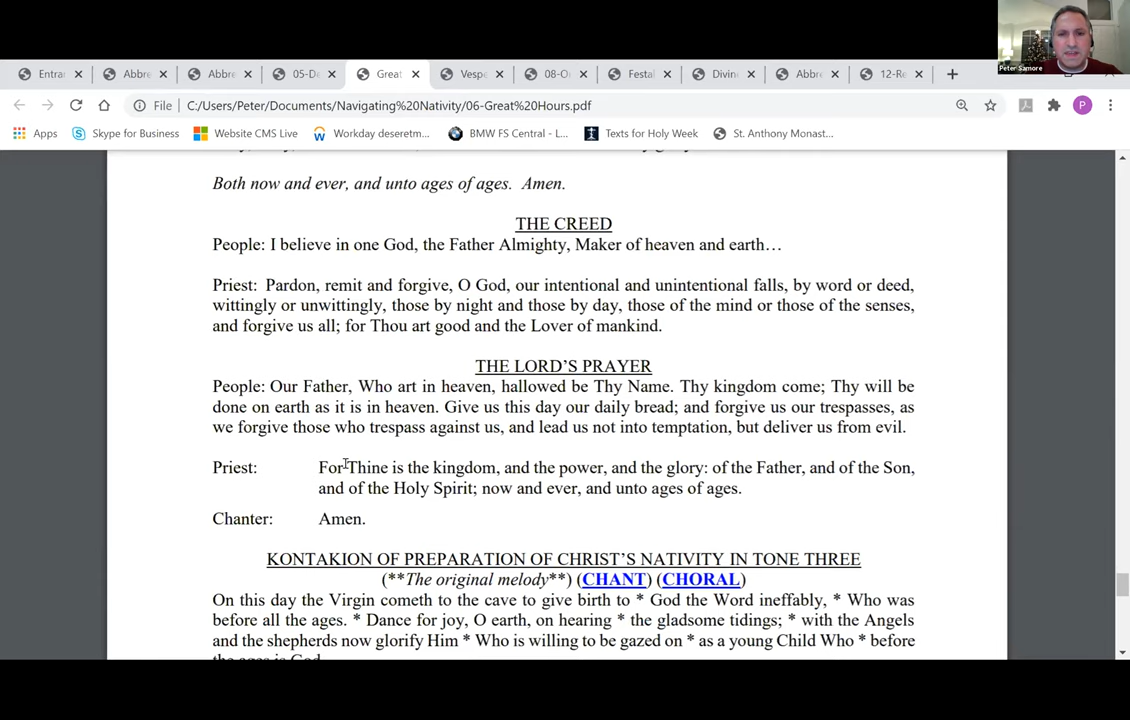 Peter Samore
Entra
Abbre
Abbre
05-De
Great
Vespe
08-O
Festal
Divin
Abbre
12-Re
File C:/Users/Peter/Documents/Navigating%20Nativity/06-Great%20Hours.pdf
P
Apps Skype for Business Website CMS Live Workday deseretm... BMW FS Central - L... Texts for Holy Week St. Anthony Monast...
Both now and ever, and unto ages of ages. Amen.
THE CREED
People: I believe in one God, the Father Almighty, Maker of heaven and earth…
Priest: Pardon, remit and forgive, O God, our intentional and unintentional falls, by word or deed,
wittingly or unwittingly, those by night and those by day, those of the mind or those of the senses,
and forgive us all; for Thou art good and the Lover of mankind.
THE LORD’S PRAYER
People: Our Father, Who art in heaven, hallowed be Thy Name. Thy kingdom come; Thy will be
done on earth as it is in heaven. Give us this day our daily bread; and forgive us our trespasses, as
we forgive those who trespass against us, and lead us not into temptation, but deliver us from evil.
Priest: For Thine is the kingdom, and the power, and the glory: of the Father, and of the Son,
and of the Holy Spirit; now and ever, and unto ages of ages.
Chanter: Amen.
KONTAKION OF PREPARATION OF CHRIST’S NATIVITY IN TONE THREE
(**The original melody**) (CHANT) (CHORAL)
On this day the Virgin cometh to the cave to give birth to * God the Word ineffably, * Who was
before all the ages. * Dance for joy, O earth, on hearing * the gladsome tidings; * with the Angels
and the shepherds now glorify Him * Who is willing to be gazed on * as a young Child Who * before
the ages is God